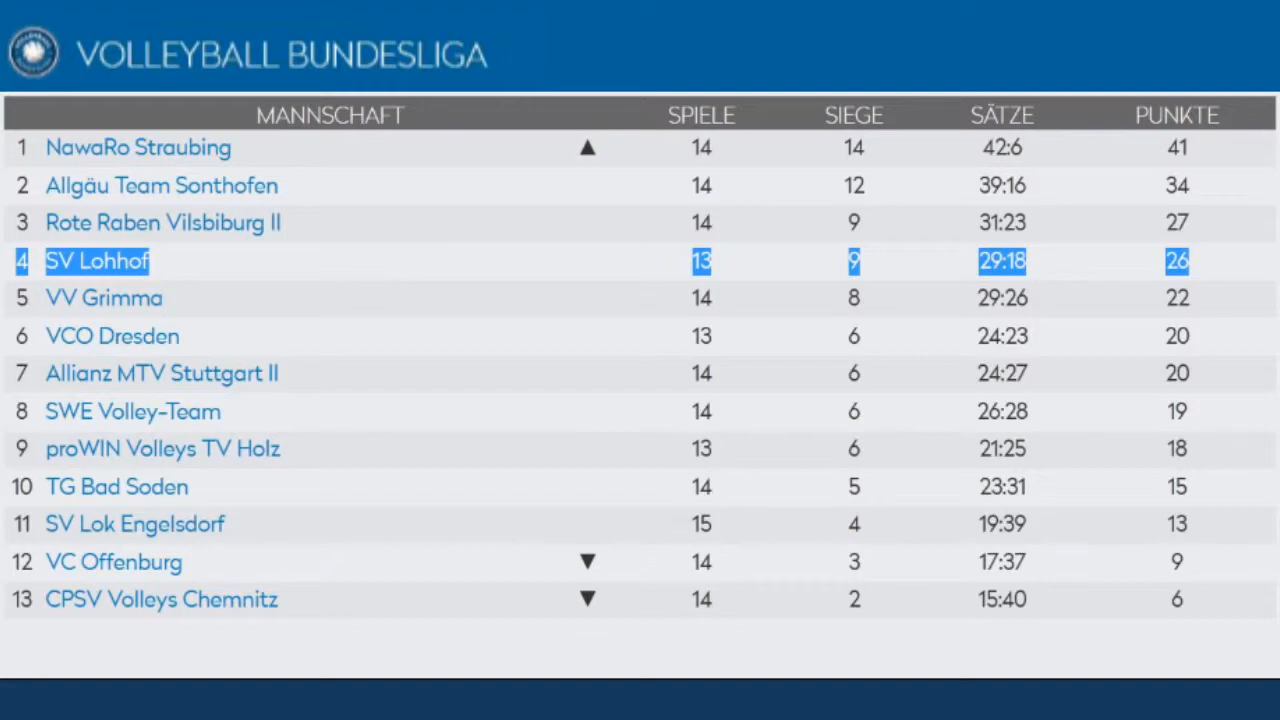 VOLLEYBALL BUNDESLIGA
MANNSCHAFT SPIELE SIEGE SÄTZE PUNKTE
1 NawaRo Straubing ▲ 14 14 42:6 41
2 Allgäu Team Sonthofen 14 12 39:16 34
3 Rote Raben Vilsbiburg II 14 9 31:23 27
4 SV Lohhof 13 9 29:18 26
5 VV Grimma 14 8 29:26 22
6 VCO Dresden 13 6 24:23 20
7 Allianz MTV Stuttgart II 14 6 24:27 20
8 SWE Volley-Team 14 6 26:28 19
9 proWIN Volleys TV Holz 13 6 21:25 18
10 TG Bad Soden 14 5 23:31 15
11 SV Lok Engelsdorf 15 4 19:39 13
12 VC Offenburg ▼ 14 3 17:37 9
13 CPSV Volleys Chemnitz ▼ 14 2 15:40 6